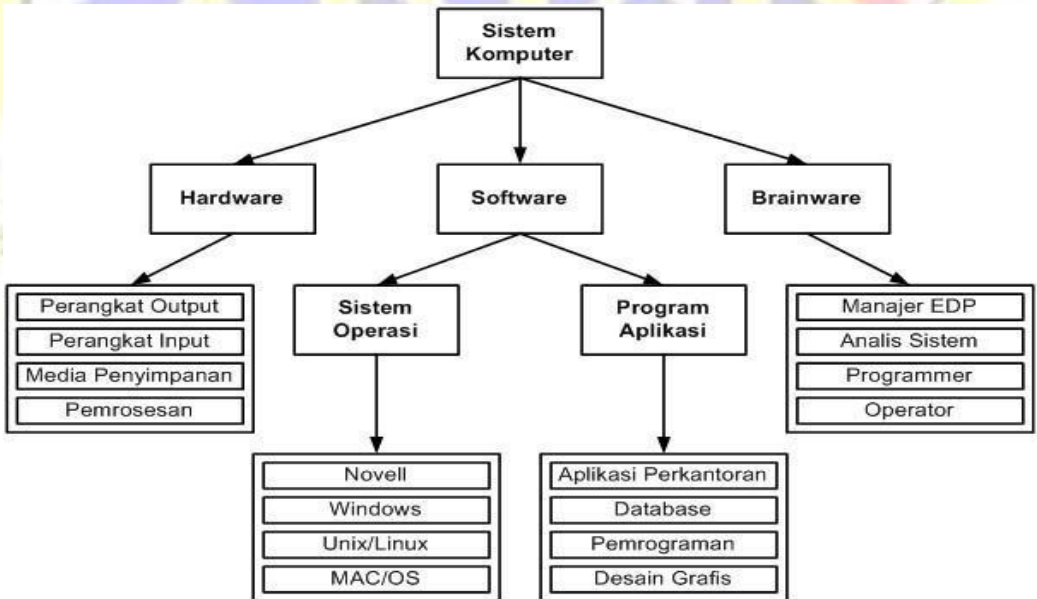 Sistem
Komputer
Hardware
Software
Brainware
Perangkat Output
Perangkat Input
Media Penyimpanan
Pemrosesan
Sistem
Operasi
Program
Aplikasi
Manajer EDP
Analis Sistem
Programmer
Operator
Novell
Windows
Unix/Linux
MAC/OS
Aplikasi Perkantoran
Database
Pemrograman
Desain Grafis